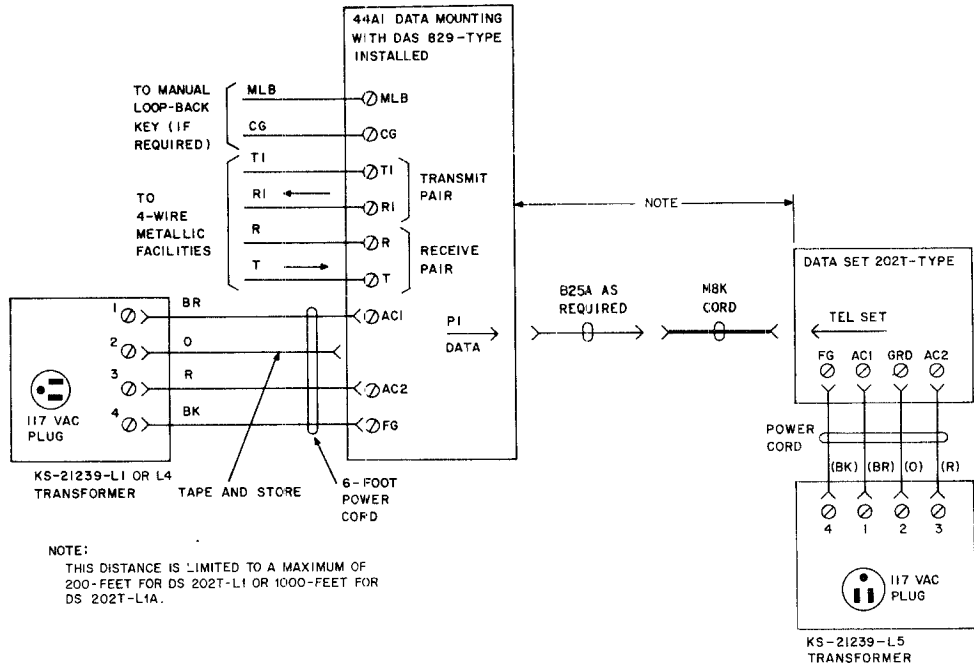 44A1 DATA MOUNTING
WITH DAS 829-TYPE
INSTALLED
TO MANUAL
LOOP-BACK
KEY (IF
REQUIRED)
MLB
MLB
CG
CG
TO
4-WIRE
METALLIC
FACILITIES
T1
T1
R1
R1
TRANSMIT
PAIR
R
R
T
T
RECEIVE
PAIR
NOTE
DATA SET 202T-TYPE
TEL SET
FG AC1 GRD AC2
B25A AS
REQUIRED
M8K
CORD
P1
DATA
1
BR
AC1
2
O
3
R
AC2
4
BK
FG
117 VAC
PLUG
KS-21239-L1 OR L4
TRANSFORMER
TAPE AND STORE
6-FOOT
POWER
CORD
POWER
CORD
(BK) (BR) (O) (R)
4 1 2 3
117 VAC
PLUG
KS-21239-L5
TRANSFORMER
NOTE:
THIS DISTANCE IS LIMITED TO A MAXIMUM OF
200-FEET FOR DS 202T-L1 OR 1000-FEET FOR
DS 202T-L1A.